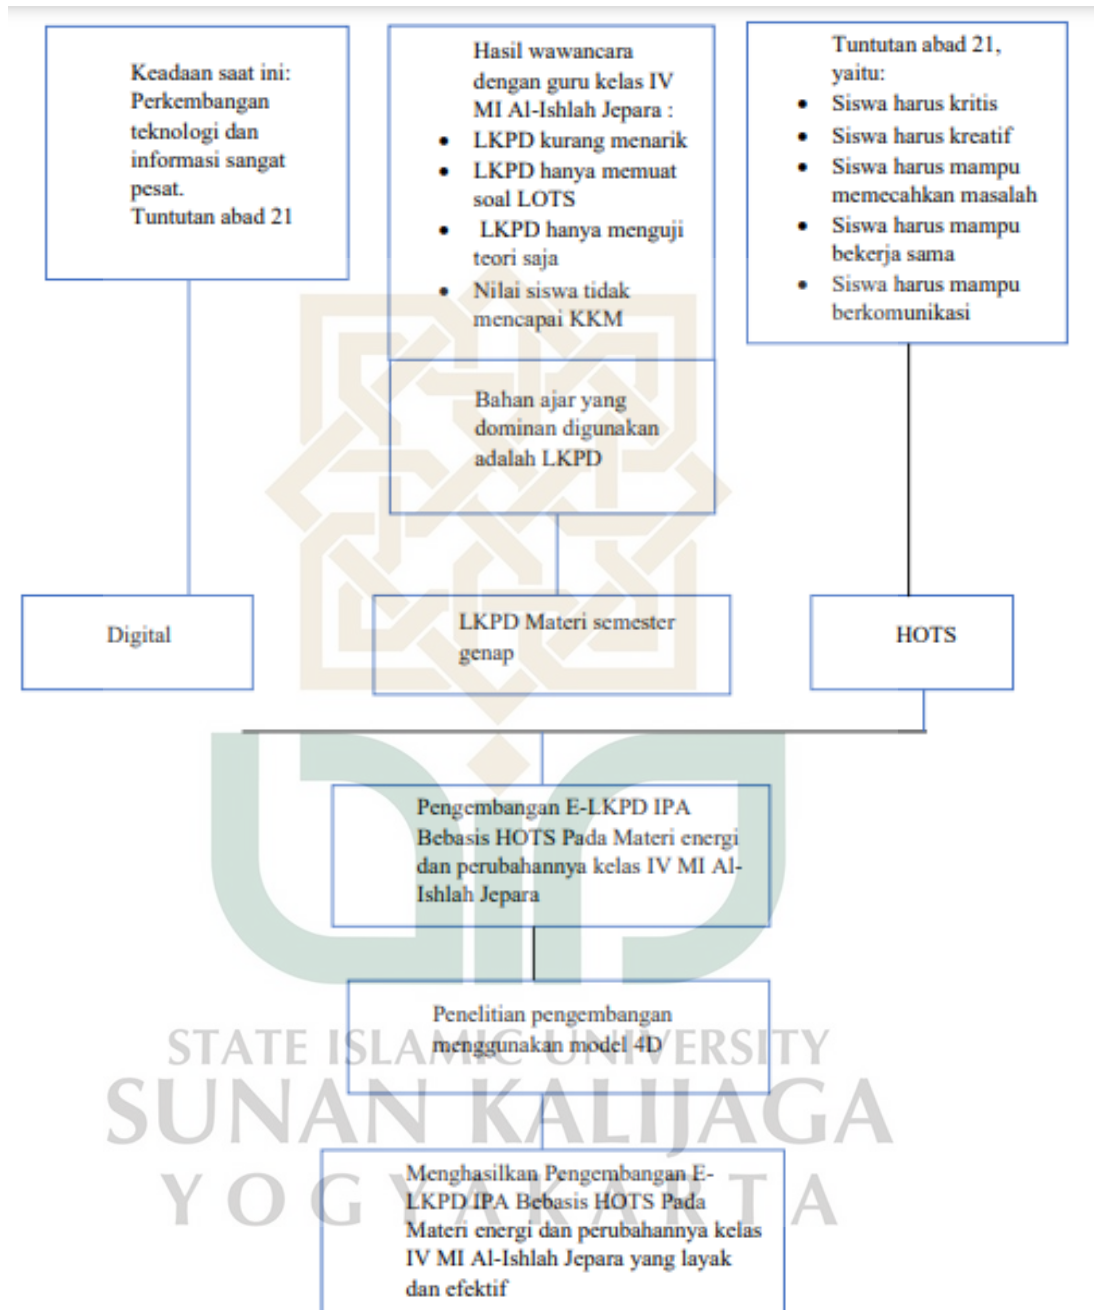 Keadaan saat ini:
Perkembangan
teknologi dan
informasi sangat
pesat.
Tuntutan abad 21
Hasil wawancara
dengan guru kelas IV
MI Al-Ishlah Jepara :
• LKPD kurang menarik
• LKPD hanya memuat
soal LOTS
• LKPD hanya menguji
teori saja
• Nilai siswa tidak
mencapai KKM
Tuntutan abad 21,
yaitu:
• Siswa harus kritis
• Siswa harus kreatif
• Siswa harus mampu
memecahkan masalah
• Siswa harus mampu
bekerja sama
• Siswa harus mampu
berkomunikasi
Bahan ajar yang
dominan digunakan
adalah LKPD
Digital
LKPD Materi semester
genap
HOTS
Pengembangan E-LKPD IPA
Bebasis HOTS Pada Materi energi
dan perubahannya kelas IV MI Al-
Ishlah Jepara
Penelitian pengembangan
menggunakan model 4D
STATE ISLAMIC UNIVERSITY
SUNAN KALIJAGA
YOGYAKARTA
Menghasilkan Pengembangan E-
LKPD IPA Bebasis HOTS Pada
Materi energi dan perubahannya kelas
IV MI Al-Ishlah Jepara yang layak
dan efektif